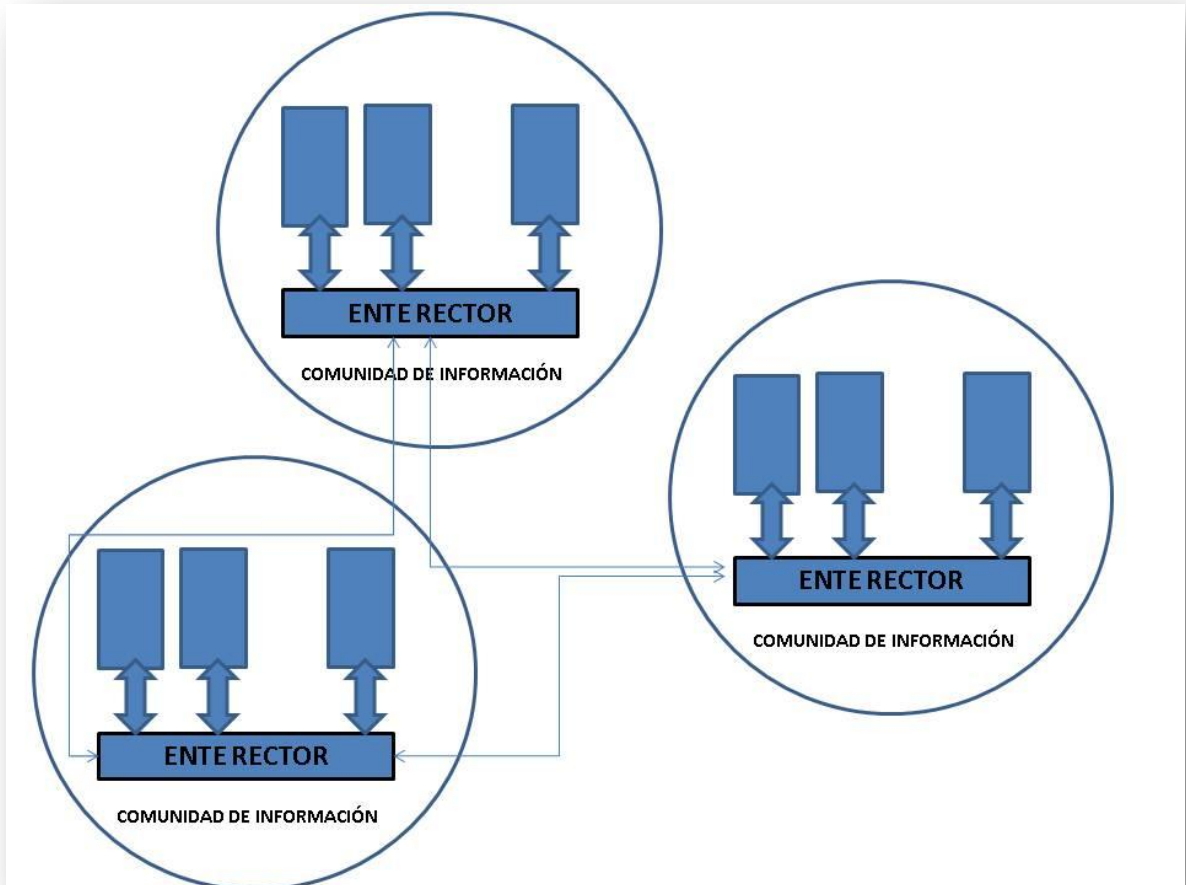 ENTE RECTOR
COMUNIDAD DE INFORMACIÓN
ENTE RECTOR
COMUNIDAD DE INFORMACIÓN
ENTE RECTOR
COMUNIDAD DE INFORMACIÓN